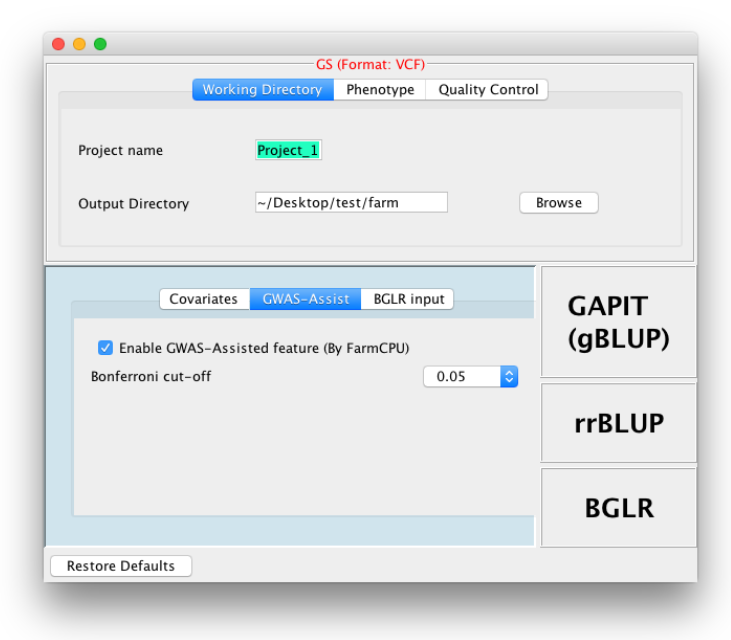 GS (Format: VCF)
Working Directory Phenotype Quality Control
Project name Project_1
Output Directory ~/Desktop/test/farm Browse
Covariates GWAS-Assist BGLR input
Enable GWAS-Assisted feature (By FarmCPU)
Bonferroni cut-off 0.05
GAPIT
(gBLUP)
rrBLUP
BGLR
Restore Defaults